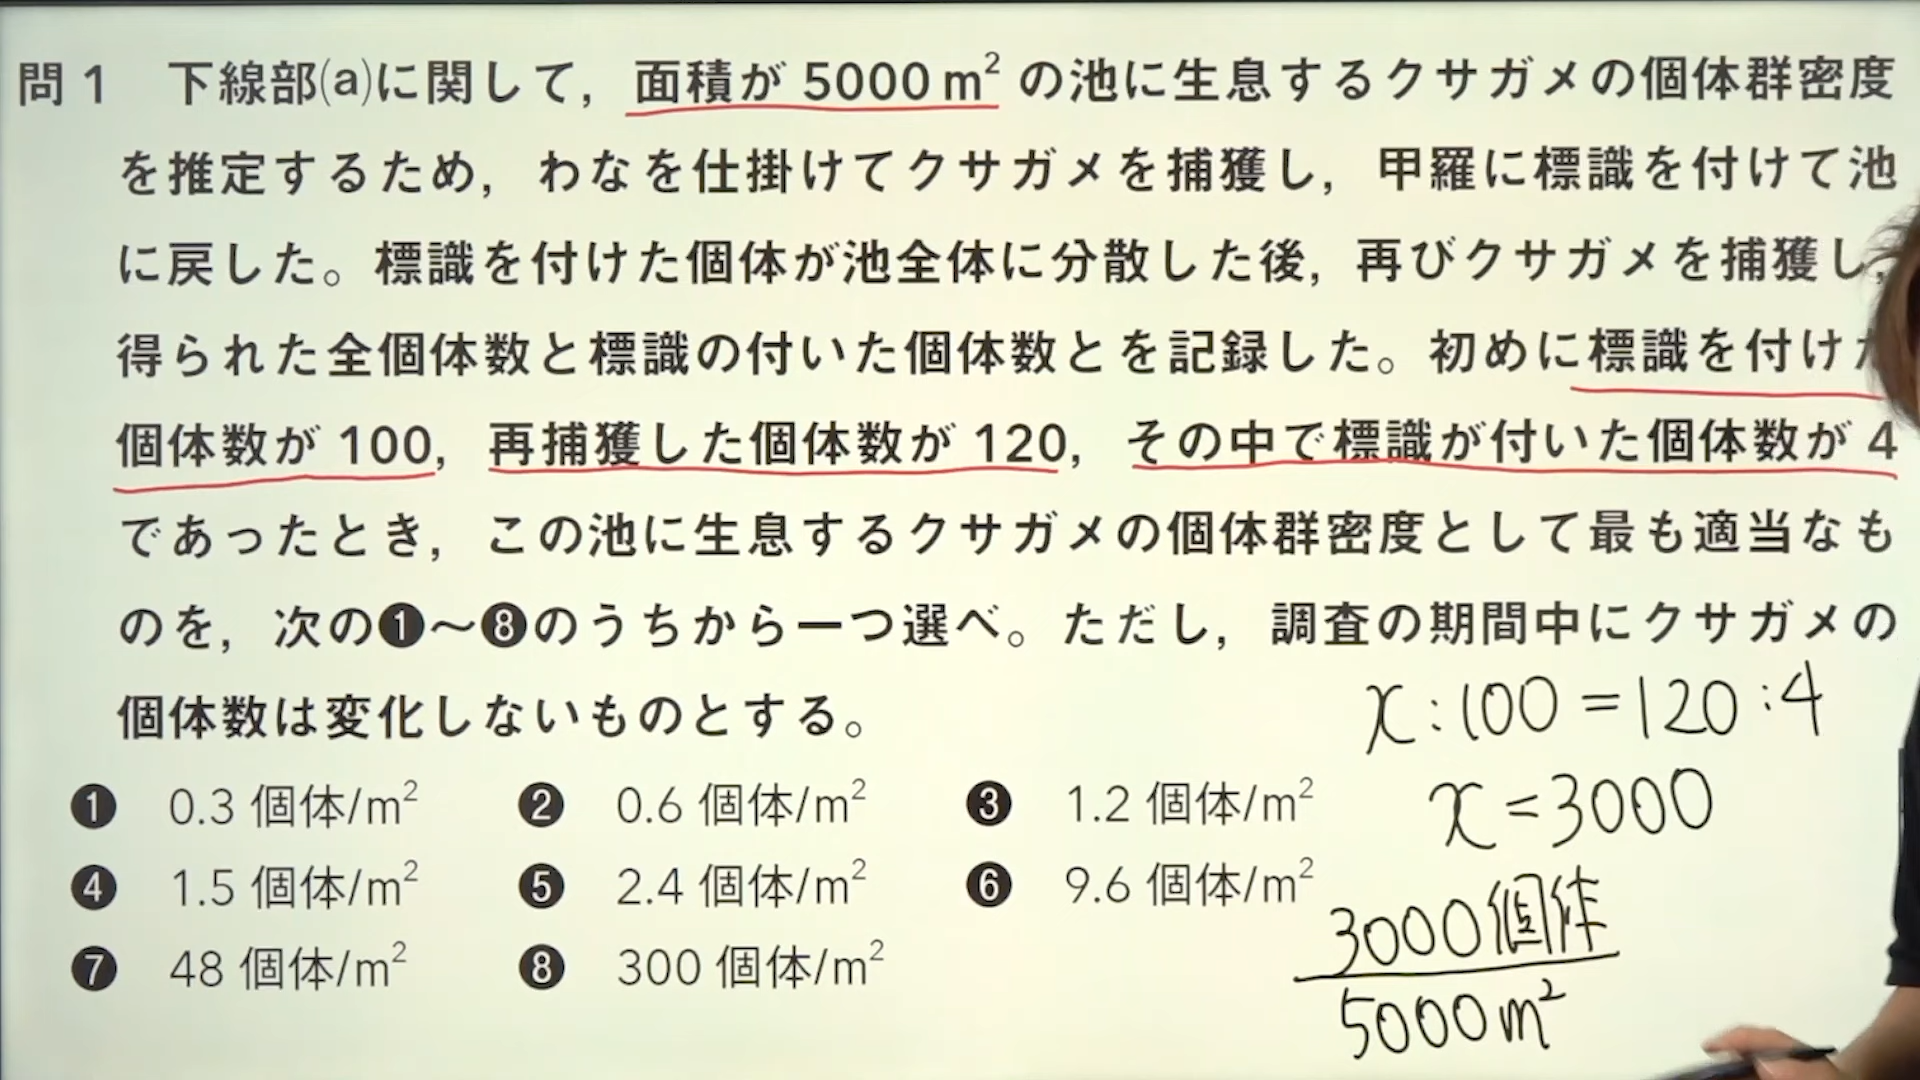 問1 下線部(a)に関して，面積が 5000 m² の池に生息するクサガメの個体群密度
を推定するため，わなを仕掛けてクサガメを捕獲し，甲羅に標識を付けて池
に戻した。標識を付けた個体が池全体に分散した後，再びクサガメを捕獲し，
得られた全個体数と標識の付いた個体数とを記録した。初めに標識を付けた
個体数が 100，再捕獲した個体数が 120，その中で標識が付いた個体数が 4
であったとき，この池に生息するクサガメの個体群密度として最も適当なも
のを，次の❶～❽のうちから一つ選べ。ただし，調査の期間中にクサガメの
個体数は変化しないものとする。
❶ 0.3 個体/m² ❷ 0.6 個体/m² ❸ 1.2 個体/m²
❹ 1.5 個体/m² ❺ 2.4 個体/m² ❻ 9.6 個体/m²
❼ 48 個体/m² ❽ 300 個体/m²
x:100=120:4
x=3000
3000個体
5000m²